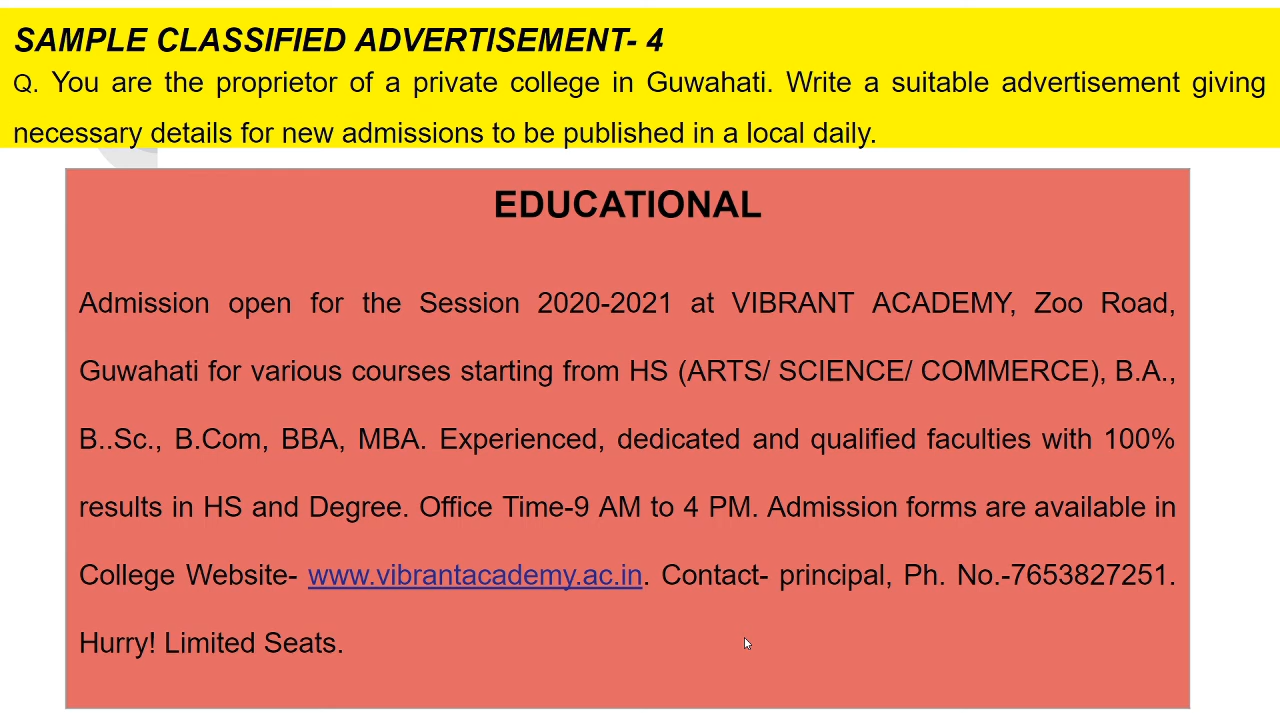 SAMPLE CLASSIFIED ADVERTISEMENT- 4
Q. You are the proprietor of a private college in Guwahati. Write a suitable advertisement giving
necessary details for new admissions to be published in a local daily.
EDUCATIONAL
Admission open for the Session 2020-2021 at VIBRANT ACADEMY, Zoo Road,
Guwahati for various courses starting from HS (ARTS/ SCIENCE/ COMMERCE), B.A.,
B..Sc., B.Com, BBA, MBA. Experienced, dedicated and qualified faculties with 100%
results in HS and Degree. Office Time-9 AM to 4 PM. Admission forms are available in
College Website- www.vibrantacademy.ac.in. Contact- principal, Ph. No.-7653827251.
Hurry! Limited Seats.